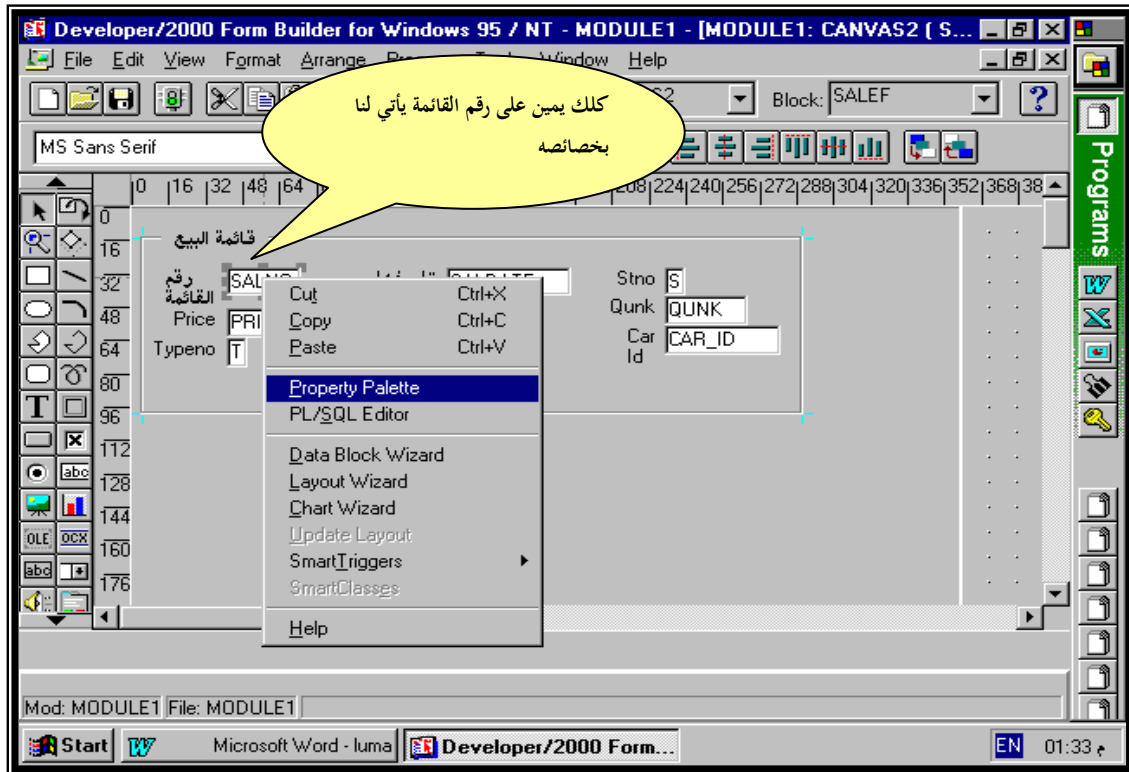 Developer/2000 Form Builder for Windows 95 / NT - MODULE1 - [MODULE1: CANVAS2 ( S...
File Edit View Format Arrange Window Help
Block: SALEF
MS Sans Serif
كلك يمين على رقم القائمة يأتي لنا
بخصائصه
0 16 32 48 64 208 224 240 256 272 288 304 320 336 352 368 38
0
16
32
48
64
80
96
112
128
144
160
176
قائمة البيع
رقم
القائمة
Stno S
Price PRI
Qunk QUNK
Typeno T
Car
Id
CAR_ID
Cut Ctrl+X
Copy Ctrl+C
Paste Ctrl+V
Property Palette
PL/SQL Editor
Data Block Wizard
Layout Wizard
Chart Wizard
Update Layout
SmartTriggers
SmartClasses
Help
T
abc
OLE OCX
abc
Programs
Mod: MODULE1 File: MODULE1
Start Microsoft Word - luma Developer/2000 Form... EN 01:33 م